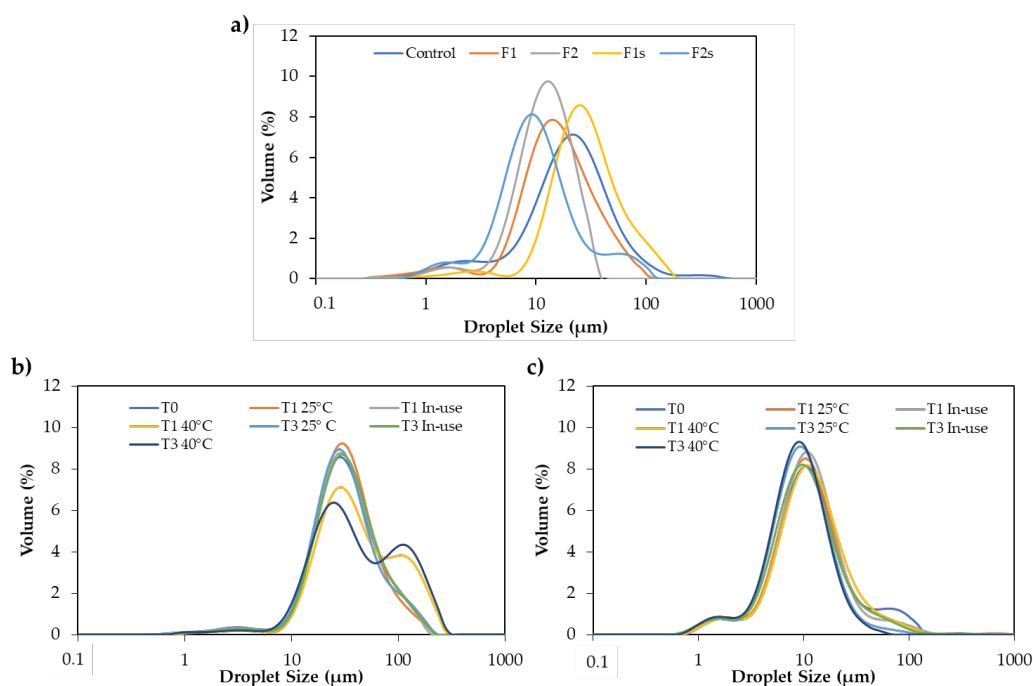 a)
12
10
8
6
4
2
0
Volume (%)
Control F1 F2 F1s F2s
0.1 1 10 100 1000
Droplet Size (µm)
b)
12
10
8
6
4
2
0
Volume (%)
T0 T1 25°C T1 In-use
T1 40°C T3 25° C T3 In-use
T3 40°C
0.1 1 10 100 1000
Droplet Size (µm)
c)
12
10
8
6
4
2
0
Volume (%)
T0 T1 25°C T1 In-use
T1 40°C T3 25°C T3 In-use
T3 40°C
0.1 1 10 100 1000
Droplet Size (µm)